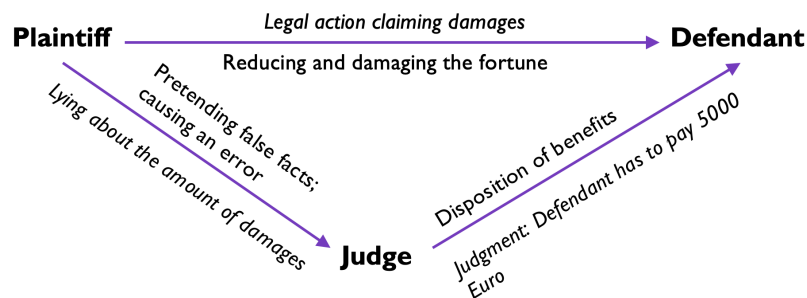 Legal action claiming damages
Plaintiff
Defendant
Reducing and damaging the fortune
Pretending false facts;
causing an error
Lying about the amount of damages
Disposition of benefits
Judgment: Defendant has to pay 5000
Euro
Judge